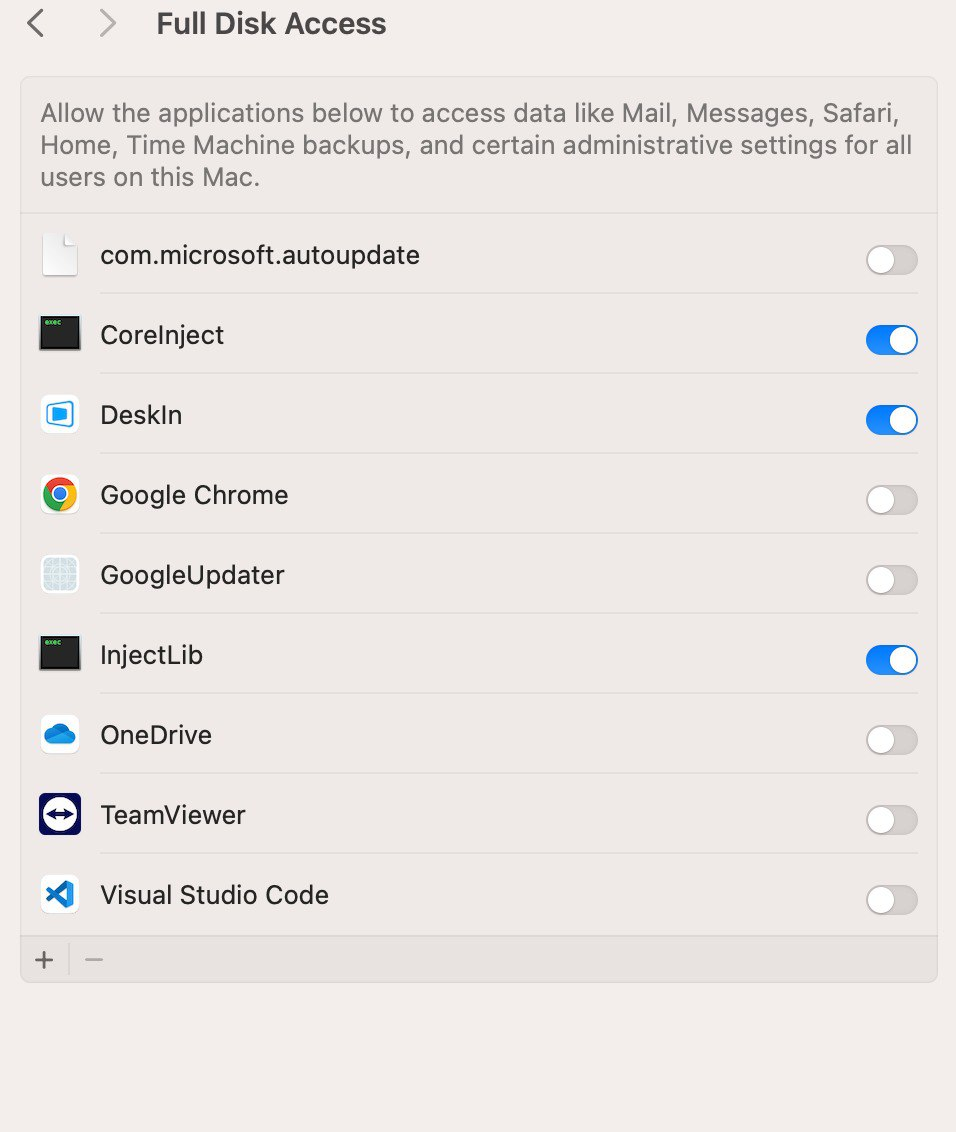 Full Disk Access
Allow the applications below to access data like Mail, Messages, Safari,
Home, Time Machine backups, and certain administrative settings for all
users on this Mac.
com.microsoft.autoupdate
exec
CoreInject
DeskIn
Google Chrome
GoogleUpdater
exec
InjectLib
OneDrive
TeamViewer
Visual Studio Code